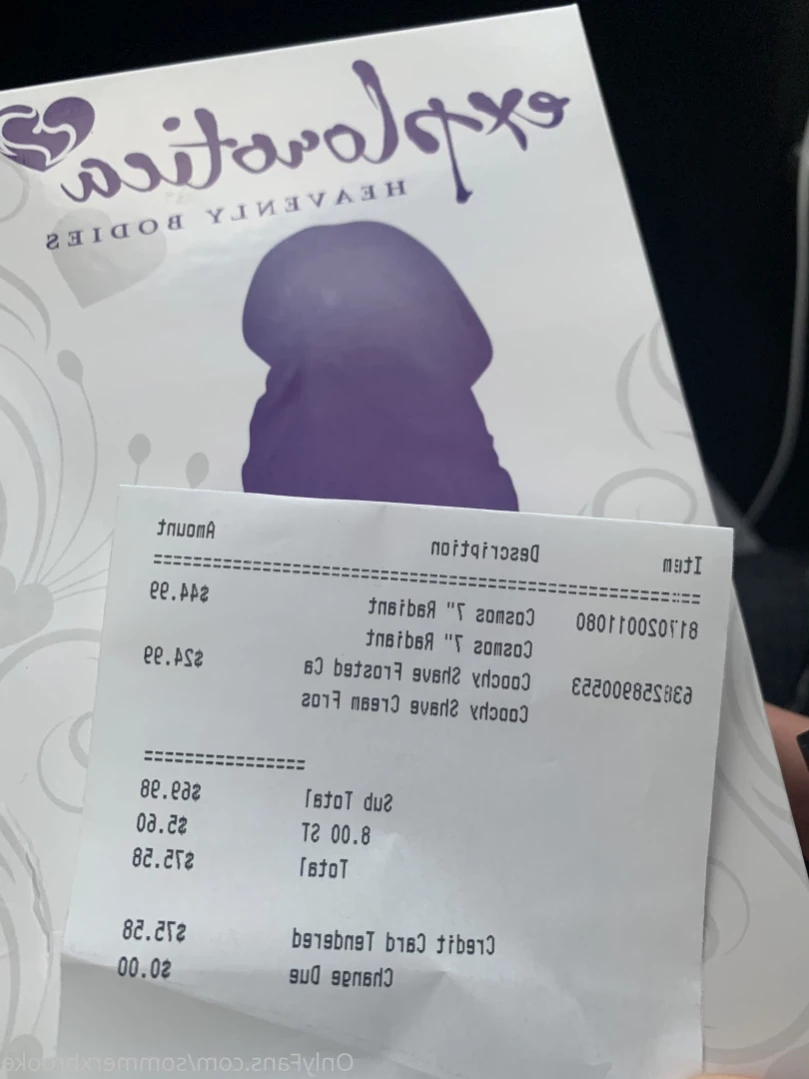 explorotica
HEAVENLY BODIES
Item Description Amount
===================================================
817020011080 Cosmos 7" Radiant $44.99
Cosmos 7" Radiant
Coochy Shave Frosted Ca $24.99
Coochy Shave Cream Fros
================
Sub Total $69.98
8.00 ST $5.60
Total $75.58
Credit Card Tendered $75.58
Change Due $0.00
OnlyFans.com/sommerxbrooke